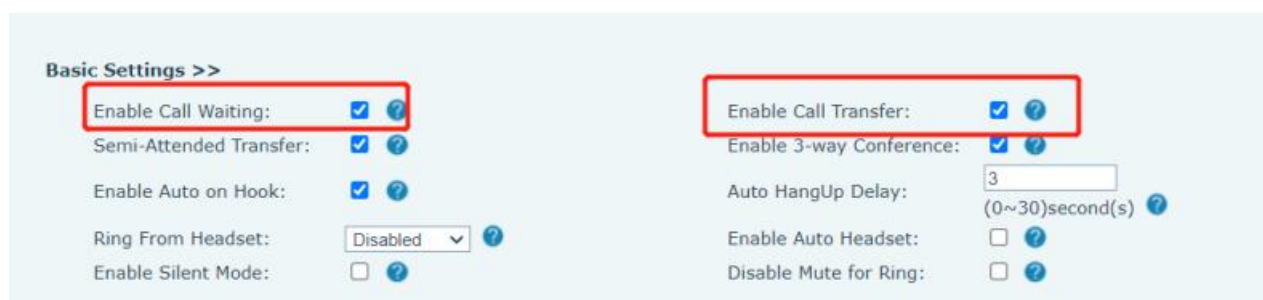 Basic Settings >>
Enable Call Waiting: ? Enable Call Transfer: ?
Semi-Attended Transfer: ? Enable 3-way Conference: ?
Enable Auto on Hook: ? Auto HangUp Delay: 3
(0~30)second(s) ?
Ring From Headset: Disabled ? Enable Auto Headset: ?
Enable Silent Mode: ? Disable Mute for Ring: ?